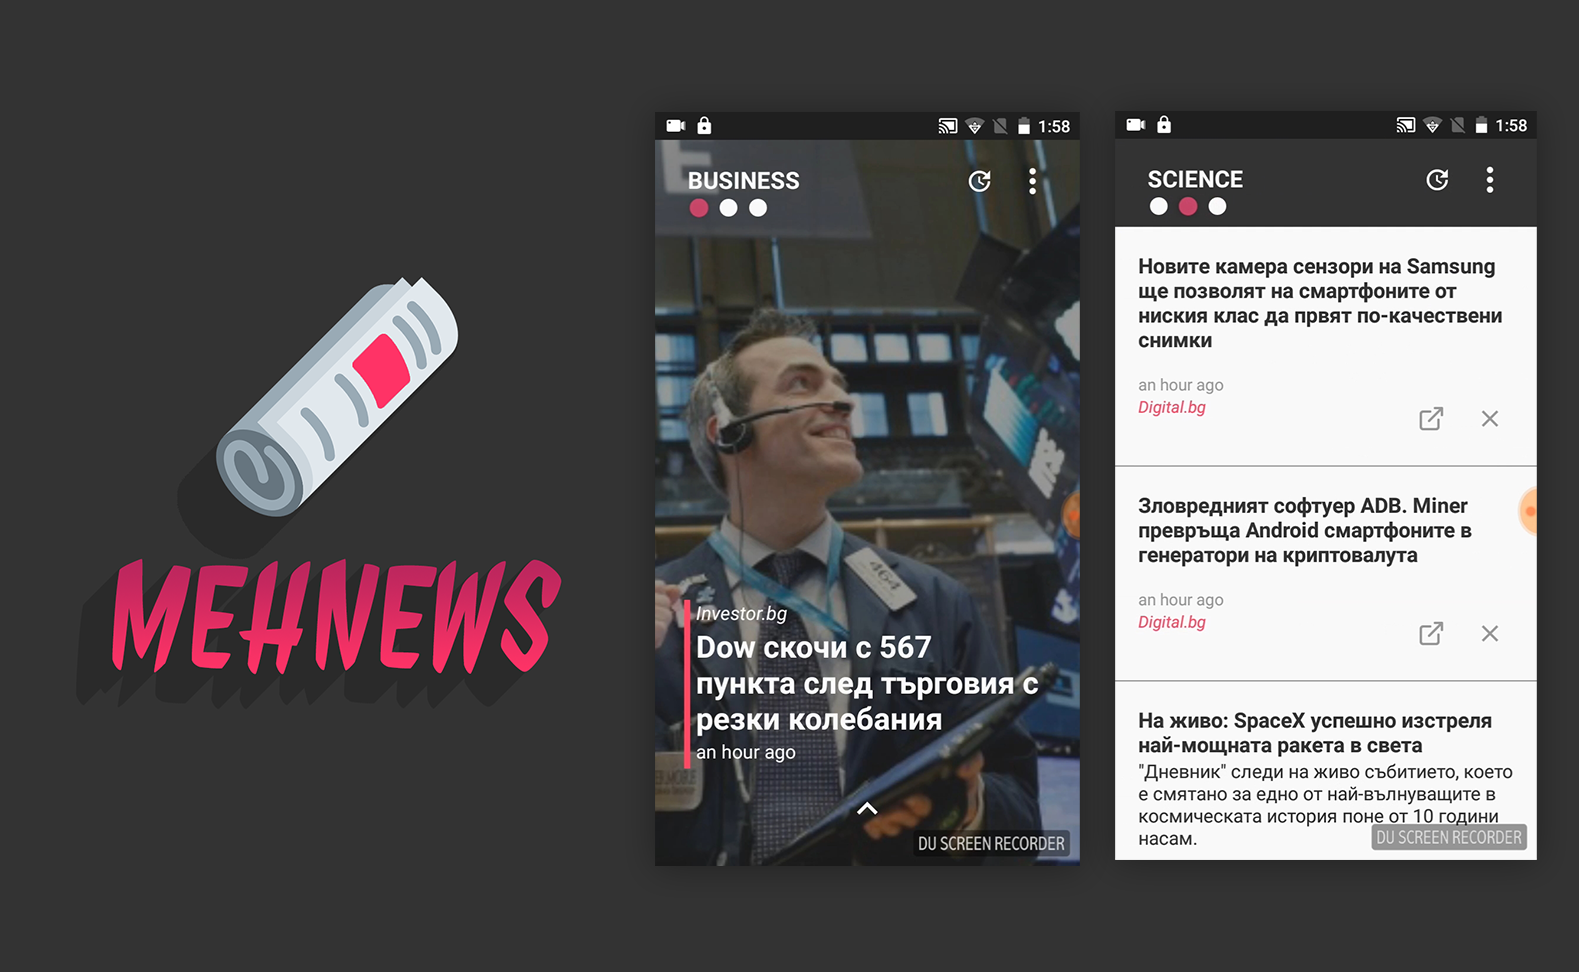 MEHNEWS
1:58
BUSINESS
E
464
Investor.bg
Dow скочи с 567
пункта след търговия с
резки колебания
an hour ago
DU SCREEN RECORDER
1:58
SCIENCE
Новите камера сензори на Samsung
ще позволят на смартфоните от
ниския клас да првят по-качествени
снимки
an hour ago
Digital.bg
Зловредният софтуер ADB. Miner
превръща Android смартфоните в
генератори на криптовалута
an hour ago
Digital.bg
На живо: SpaceX успешно изстреля
най-мощната ракета в света
"Дневник" следи на живо събитието, което
е смятано за едно от най-вълнуващите в
космическата история поне от 10 години
насам.
DU SCREEN RECORDER